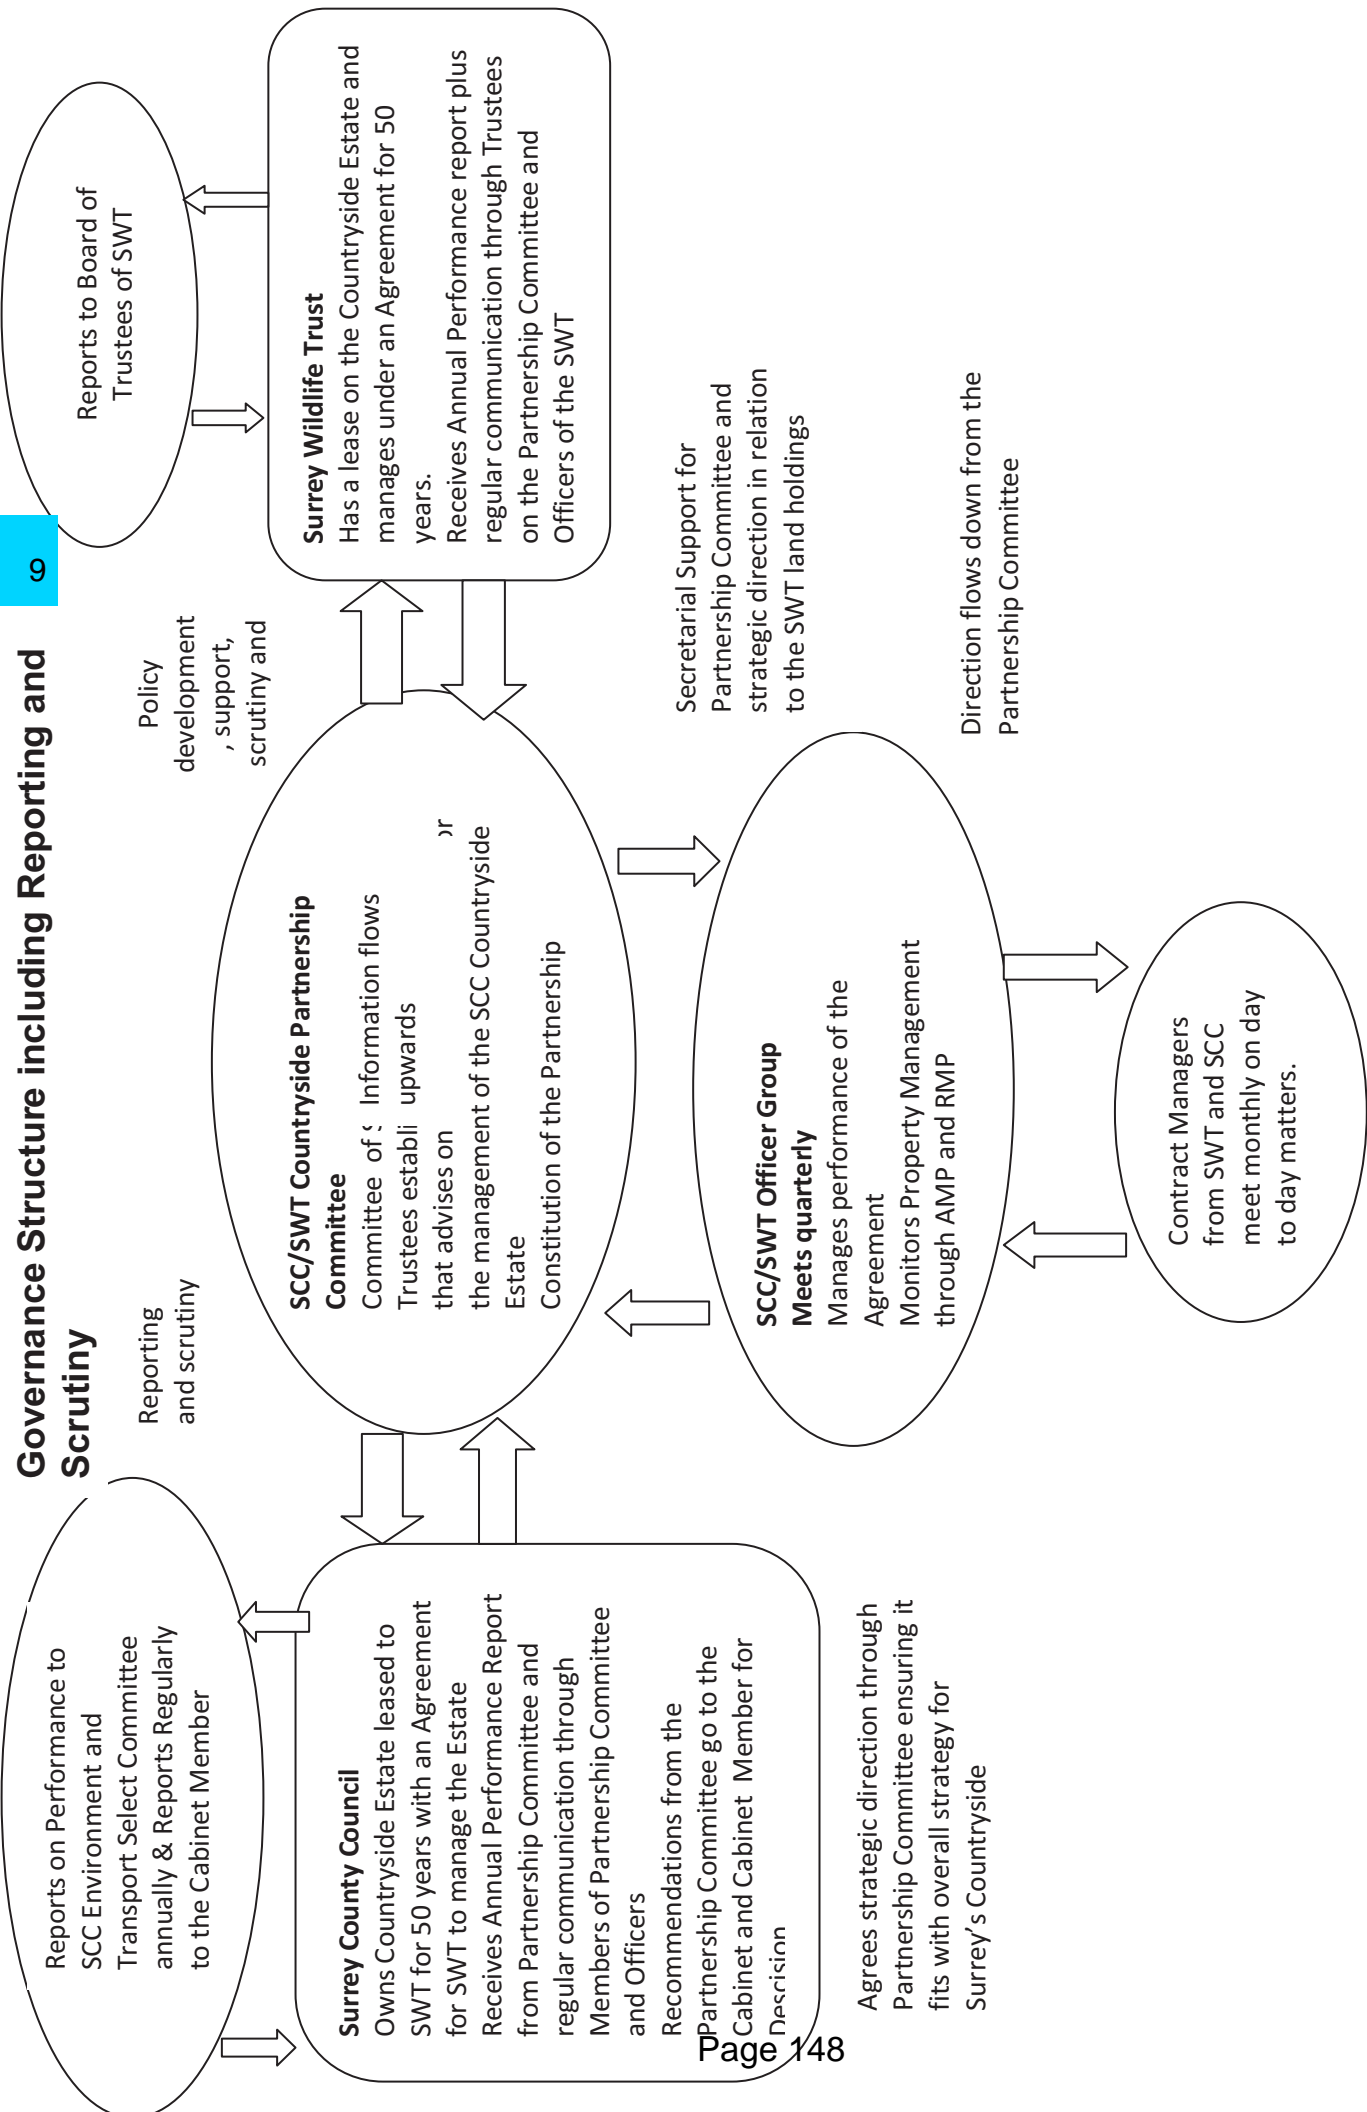 Governance Structure including Reporting and
Scrutiny
9
Reports on Performance to
SCC Environment and
Transport Select Committee
annually & Reports Regularly
to the Cabinet Member
Reporting
and scrutiny
Policy
development
, support,
scrutiny and
Reports to Board of
Trustees of SWT
Surrey County Council
Owns Countryside Estate leased to
SWT for 50 years with an Agreement
for SWT to manage the Estate
Receives Annual Performance Report
from Partnership Committee and
regular communication through
Members of Partnership Committee
and Officers
Recommendations from the
Partnership Committee go to the
Cabinet and Cabinet Member for
Descision
SCC/SWT Countryside Partnership
Committee
Committee of
Trustees establi
that advises on
the management of the SCC Countryside
Estate
Constitution of the Partnership
Information flows
upwards
Surrey Wildlife Trust
Has a lease on the Countryside Estate and
manages under an Agreement for 50
years.
Receives Annual Performance report plus
regular communication through Trustees
on the Partnership Committee and
Officers of the SWT
Secretarial Support for
Partnership Committee and
strategic direction in relation
to the SWT land holdings
SCC/SWT Officer Group
Meets quarterly
Manages performance of the
Agreement
Monitors Property Management
through AMP and RMP
Agrees strategic direction through
Partnership Committee ensuring it
fits with overall strategy for
Surrey's Countryside
Direction flows down from the
Partnership Committee
Contract Managers
from SWT and SCC
meet monthly on day
to day matters.
Page 148